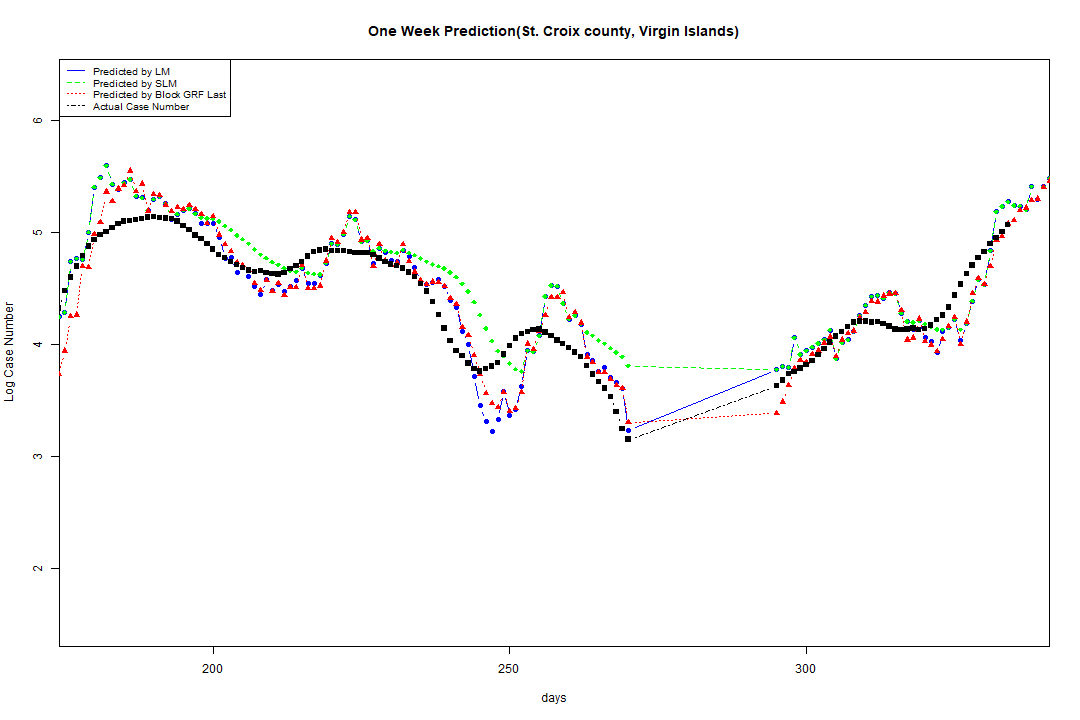 One Week Prediction(St. Croix county, Virgin Islands)
Predicted by LM
Predicted by SLM
Predicted by Block GRF Last
Actual Case Number
Log Case Number
6
5
4
3
2
200
250
300
days